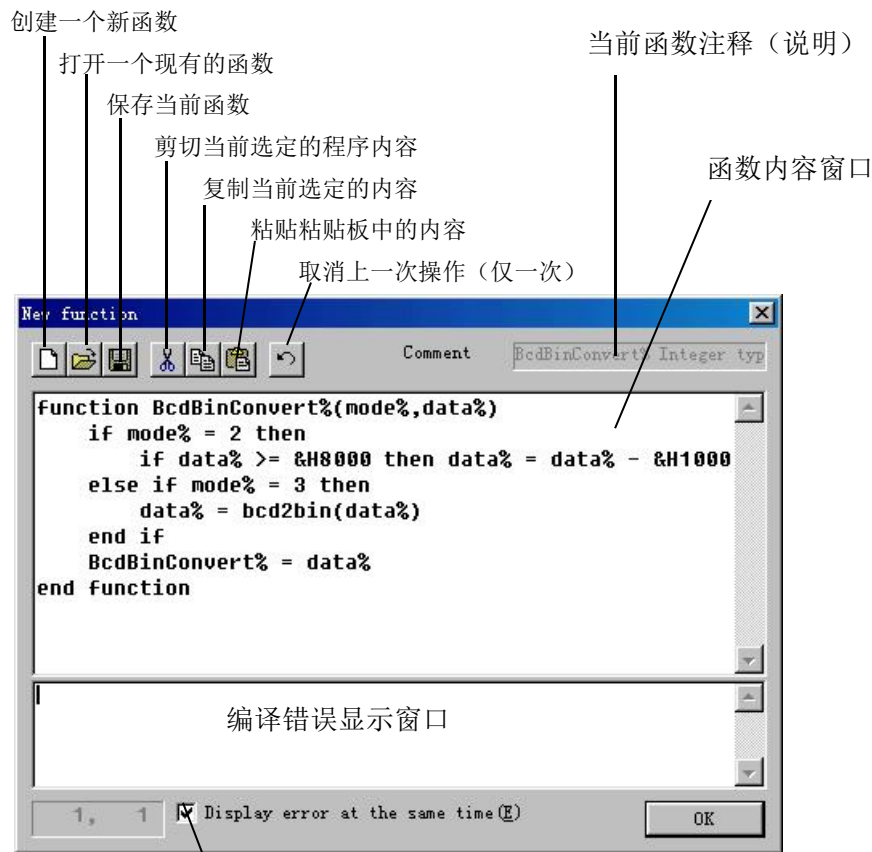 创建一个新函数
当前函数注释（说明）
打开一个现有的函数
保存当前函数
剪切当前选定的程序内容
函数内容窗口
复制当前选定的内容
粘贴粘贴板中的内容
取消上一次操作（仅一次）
New function
Comment BcdBinConvert% Integer typ
function BcdBinConvert%(mode%,data%)
if mode% = 2 then
if data% >= &H8000 then data% = data% - &H1000
else if mode% = 3 then
data% = bcd2bin(data%)
end if
BcdBinConvert% = data%
end function
编译错误显示窗口
1, 1 Display error at the same time(E) OK